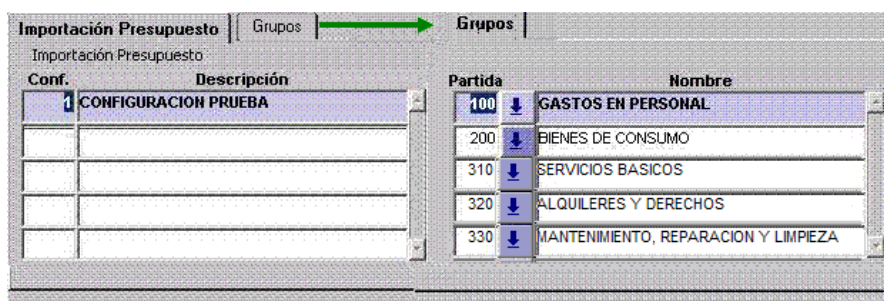 Importación Presupuesto Grupos
Importación Presupuesto
Conf. Descripción
1 CONFIGURACION PRUEBA
Grupos
Partida Nombre
100 GASTOS EN PERSONAL
200 BIENES DE CONSUMO
310 SERVICIOS BASICOS
320 ALQUILERES Y DERECHOS
330 MANTENIMIENTO, REPARACION Y LIMPIEZA